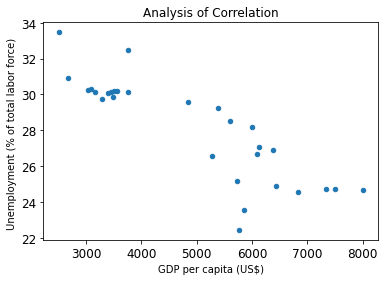 Analysis of Correlation
Unemployment (% of total labor force)
34
32
30
28
26
24
22
3000 4000 5000 6000 7000 8000
GDP per capita (US$)